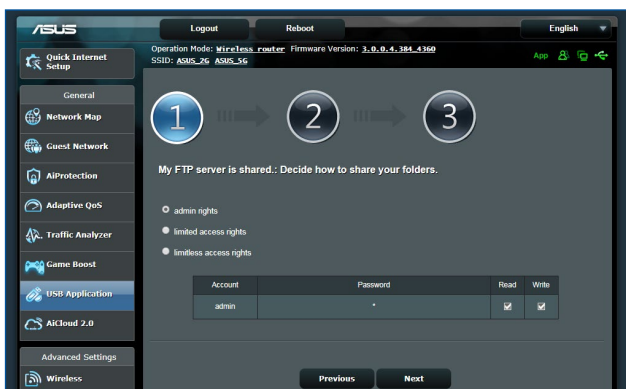 ASUS
Logout
Reboot
English
Quick Internet
Setup
Operation Mode: Wireless router Firmware Version: 3.0.0.4.384_4360
SSID: ASUS_2G ASUS_5G
App
General
Network Map
Guest Network
AiProtection
Adaptive QoS
Traffic Analyzer
Game Boost
USB Application
AiCloud 2.0
Advanced Settings
Wireless
1 2 3
My FTP server is shared.: Decide how to share your folders.
admin rights
limited access rights
limitless access rights
Account Password Read Write
admin *
Previous Next